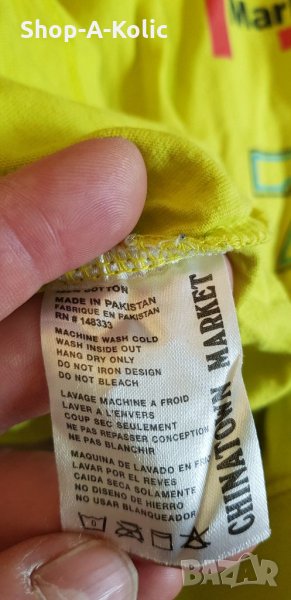 Shop-A-Kolic
Mar
COTTON
MADE IN PAKISTAN
FABRIQUE EN PAKISTAN
RN # 148333
MACHINE WASH COLD
WASH INSIDE OUT
HANG DRY ONLY
DO NOT IRON DESIGN
DO NOT BLEACH
LAVAGE MACHINE A FROID
LAVER A L'ENVERS
COUP SEC SEULEMENT
NE PAS REPASSER CONCEPTION
NE PAS BLANCHIR
MAQUINA DE LAVADO EN
LAVAR POR EL REVES
CAIDA SECA SOLAMENTE
NO DISENO DE HIERRO
NO USAR BLANQUEADOR
CHINATOWN MARKET
BAZAR